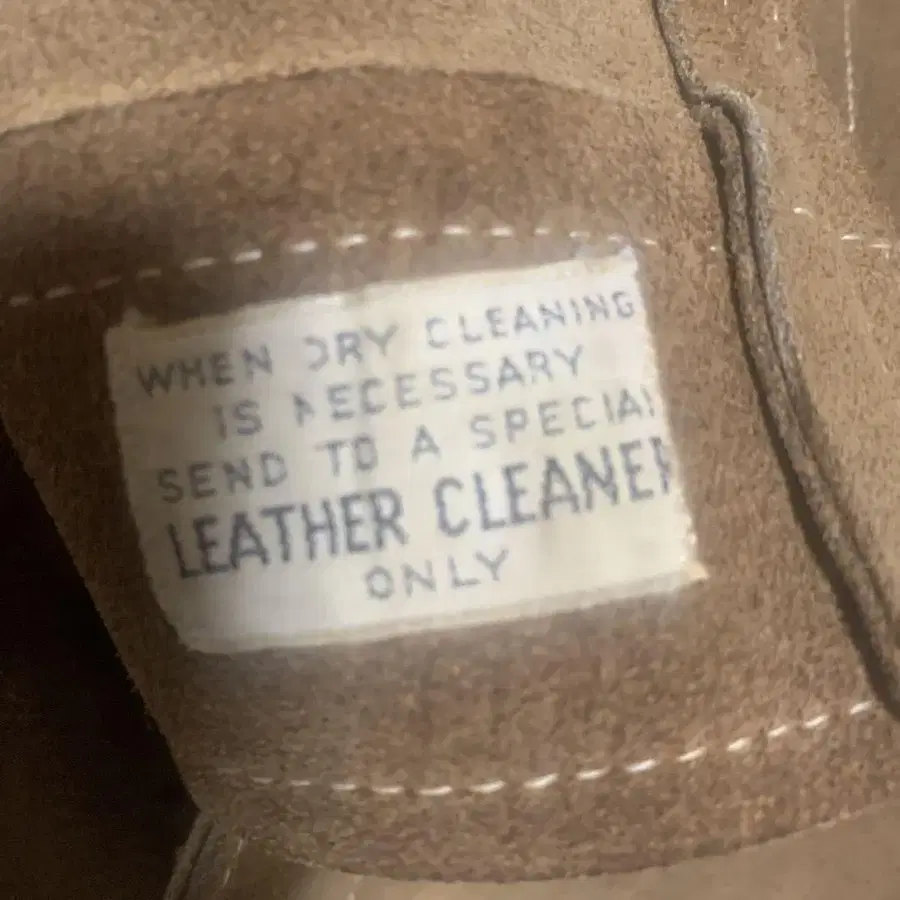 WHEN DRY CLEANING
IS NECESSARY
SEND TO A SPECIAL
LEATHER CLEANER
ONLY